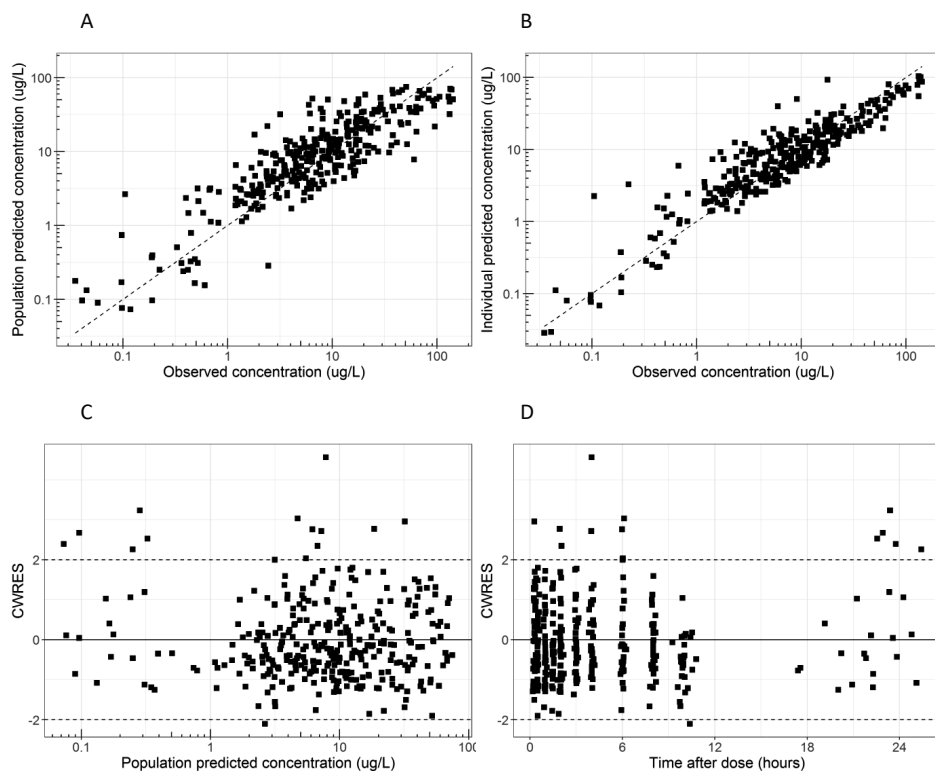 A
B
Population predicted concentration (ug/L)
100
10
1
0.1
0.1
1
10
100
Observed concentration (ug/L)
Individual predicted concentration (ug/L)
100
10
1
0.1
0.1
1
10
100
Observed concentration (ug/L)
C
D
CWRES
2
0
-2
0.1
1
10
100
Population predicted concentration (ug/L)
CWRES
2
0
-2
0
6
12
18
24
Time after dose (hours)